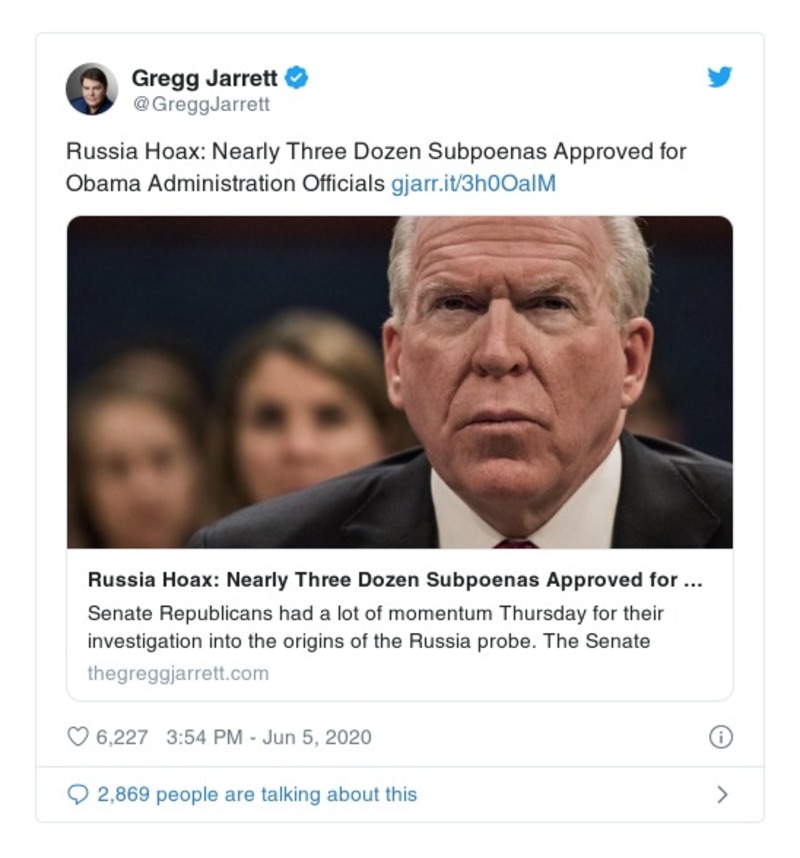 Gregg Jarrett
@GreggJarrett
Russia Hoax: Nearly Three Dozen Subpoenas Approved for
Obama Administration Officials gjarr.it/3h0OalM
Russia Hoax: Nearly Three Dozen Subpoenas Approved for ...
Senate Republicans had a lot of momentum Thursday for their
investigation into the origins of the Russia probe. The Senate
thegreggjarrett.com
6,227 3:54 PM - Jun 5, 2020
2,869 people are talking about this